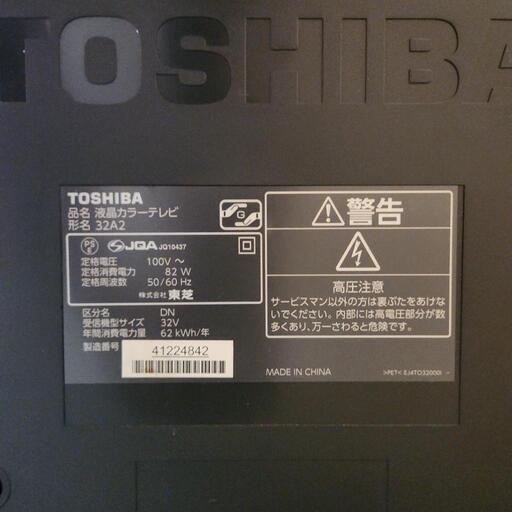 TOSHIBA
TOSHIBA
品名 液晶カラーテレビ
形名 32A2
G
PS
E
JQA JQ10437
定格電圧 100V～
定格消費電力 82 W
定格周波数 50/60 Hz
株式会社 東芝
区分名 DN
受信機型サイズ 32V
年間消費電力量 62 kWh/年
製造番号 41224842
警告
高圧注意
サービスマン以外の方は裏ぶたをあけな
いでください。内部には高電圧部分が数
多くあり、万一さわると危険です。
MADE IN CHINA
>PET< EJ4TO32000I